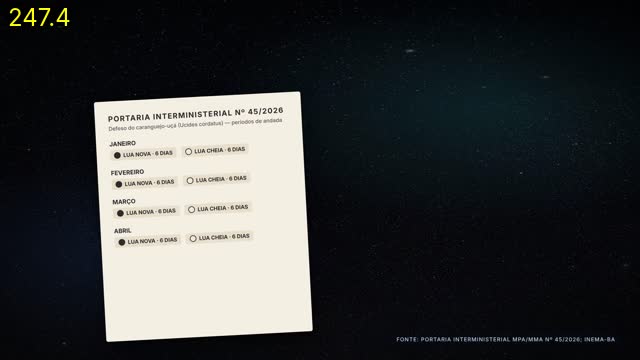 247.4
PORTARIA INTERMINISTERIAL Nº 45/2026
Defeso do caranguejo-uçá (Ucides cordatus) — períodos de andada
JANEIRO
LUA NOVA · 6 DIAS LUA CHEIA · 6 DIAS
FEVEREIRO
LUA NOVA · 6 DIAS LUA CHEIA · 6 DIAS
MARÇO
LUA NOVA · 6 DIAS LUA CHEIA · 6 DIAS
ABRIL
LUA NOVA · 6 DIAS LUA CHEIA · 6 DIAS
FONTE: PORTARIA INTERMINISTERIAL MPA/MMA Nº 45/2026; INEMA-BA